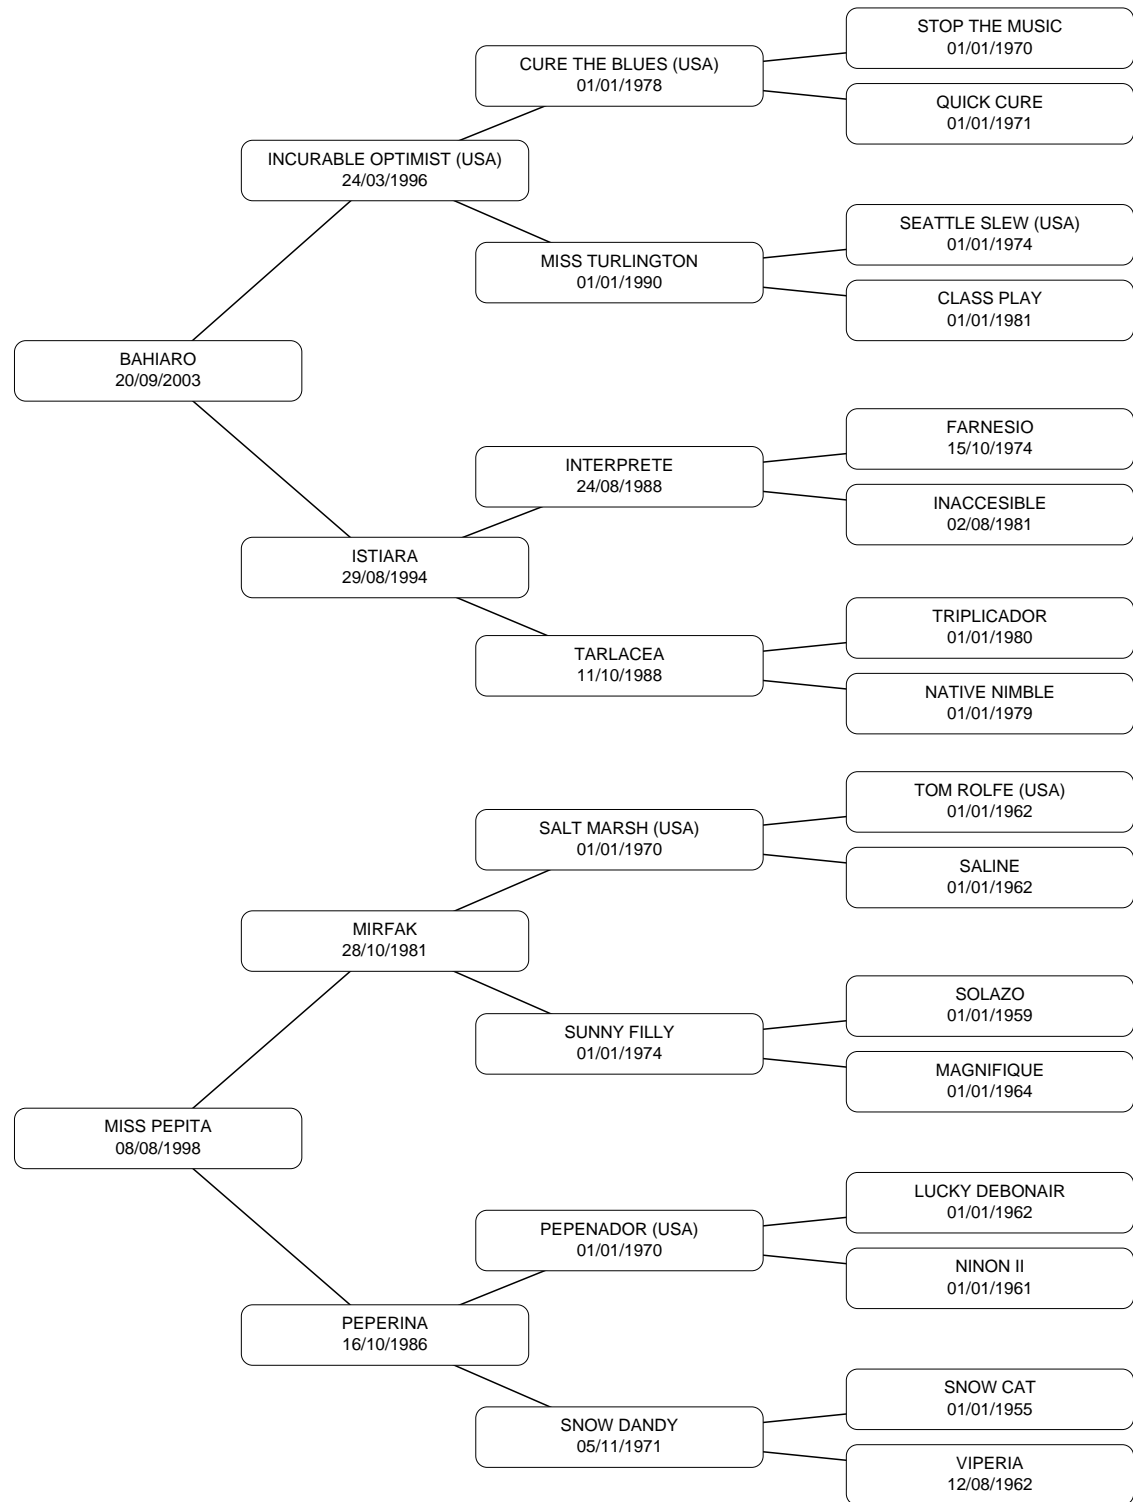 STOP THE MUSIC
01/01/1970
CURE THE BLUES (USA)
01/01/1978
QUICK CURE
01/01/1971
INCURABLE OPTIMIST (USA)
24/03/1996
SEATTLE SLEW (USA)
01/01/1974
MISS TURLINGTON
01/01/1990
CLASS PLAY
01/01/1981
BAHIARO
20/09/2003
FARNESIO
15/10/1974
INTERPRETE
24/08/1988
INACCESIBLE
02/08/1981
ISTIARA
29/08/1994
TRIPLICADOR
01/01/1980
TARLACEA
11/10/1988
NATIVE NIMBLE
01/01/1979
TOM ROLFE (USA)
01/01/1962
SALT MARSH (USA)
01/01/1970
SALINE
01/01/1962
MIRFAK
28/10/1981
SOLAZO
01/01/1959
SUNNY FILLY
01/01/1974
MAGNIFIQUE
01/01/1964
MISS PEPITA
08/08/1998
LUCKY DEBONAIR
01/01/1962
PEPENADOR (USA)
01/01/1970
NINON II
01/01/1961
PEPERINA
16/10/1986
SNOW CAT
01/01/1955
SNOW DANDY
05/11/1971
VIPERIA
12/08/1962